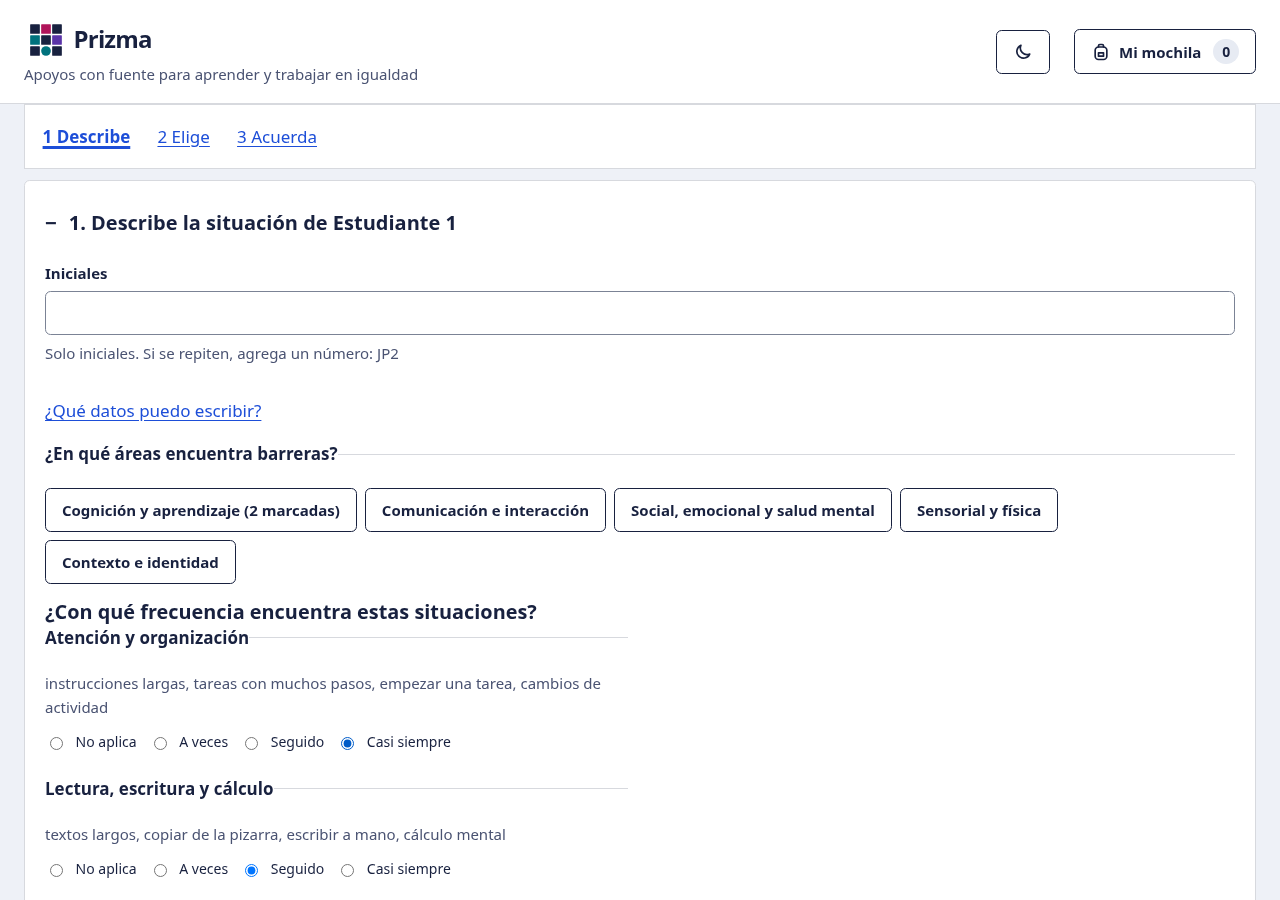 Prizma
Apoyos con fuente para aprender y trabajar en igualdad
Mi mochila 0
1 Describe 2 Elige 3 Acuerda
− 1. Describe la situación de Estudiante 1
Iniciales
Solo iniciales. Si se repiten, agrega un número: JP2
¿Qué datos puedo escribir?
¿En qué áreas encuentra barreras?
Cognición y aprendizaje (2 marcadas) Comunicación e interacción Social, emocional y salud mental Sensorial y física
Contexto e identidad
¿Con qué frecuencia encuentra estas situaciones?
Atención y organización
instrucciones largas, tareas con muchos pasos, empezar una tarea, cambios de
actividad
No aplica A veces Seguido Casi siempre
Lectura, escritura y cálculo
textos largos, copiar de la pizarra, escribir a mano, cálculo mental
No aplica A veces Seguido Casi siempre